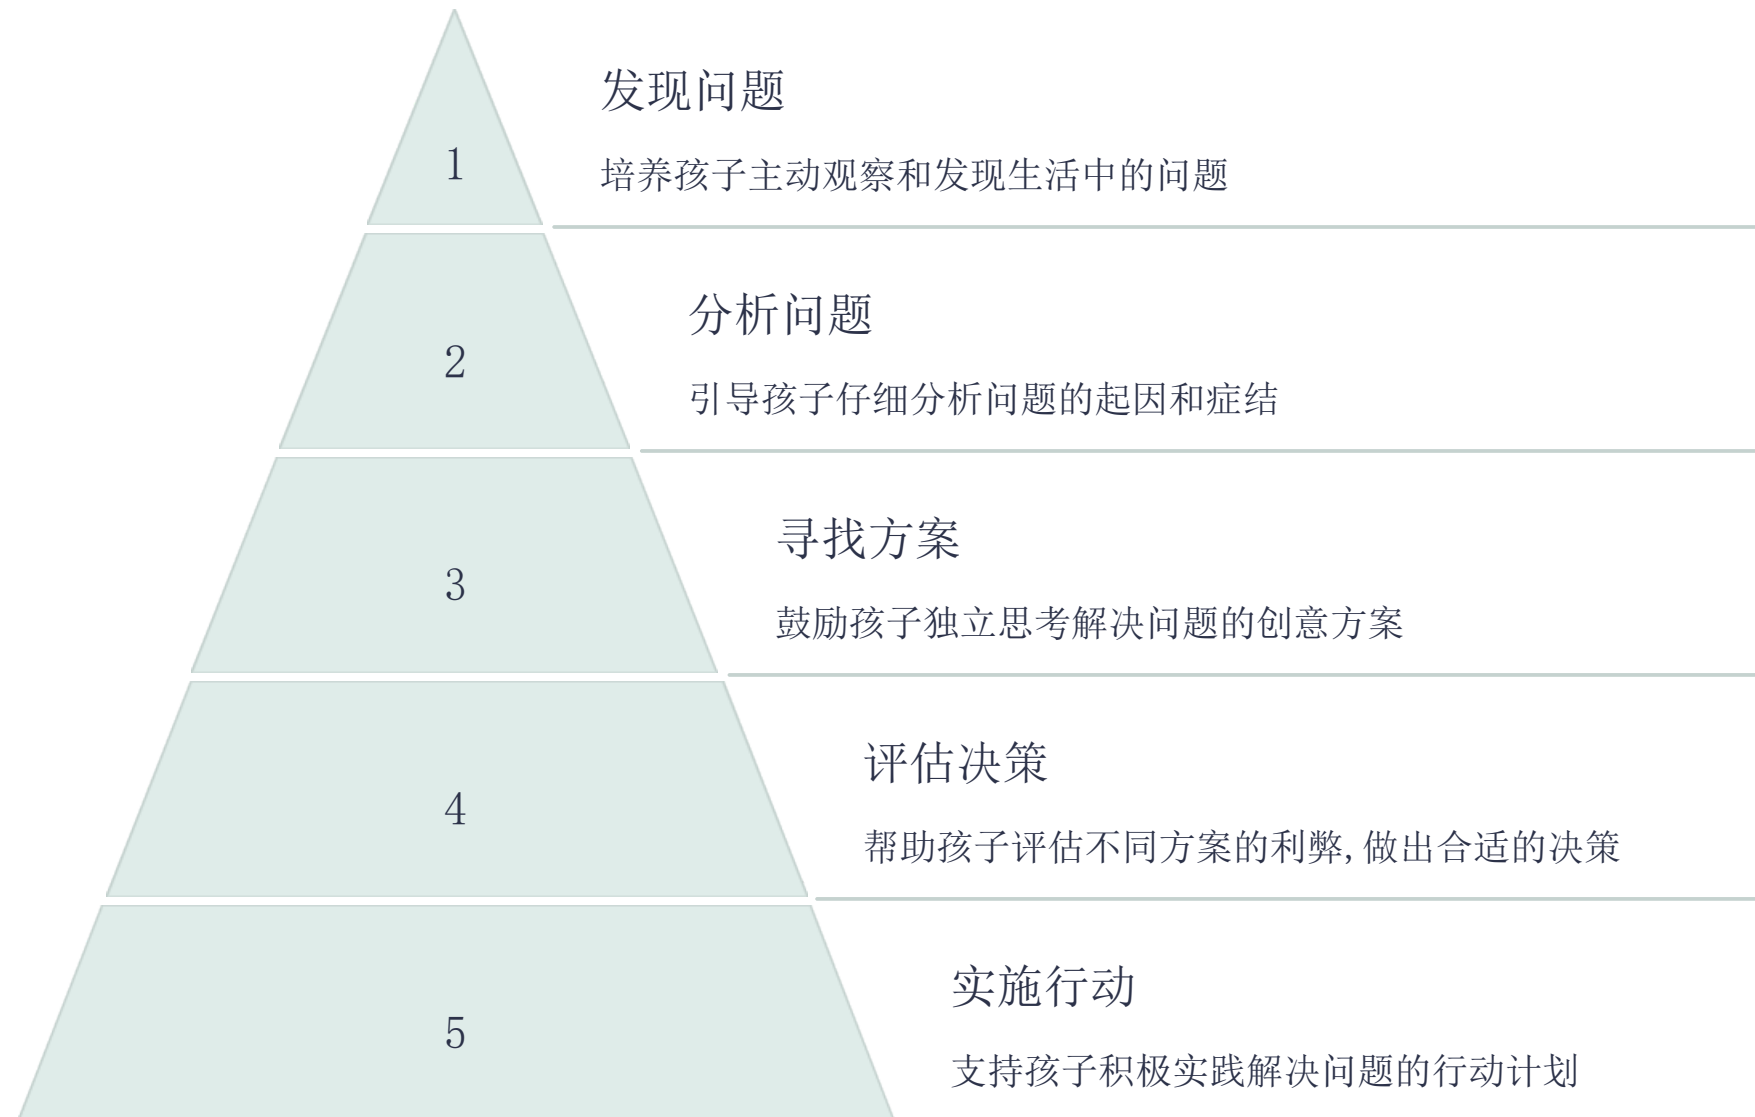 1
发现问题
培养孩子主动观察和发现生活中的问题
2
分析问题
引导孩子仔细分析问题的起因和症结
3
寻找方案
鼓励孩子独立思考解决问题的创意方案
4
评估决策
帮助孩子评估不同方案的利弊,做出合适的决策
5
实施行动
支持孩子积极实践解决问题的行动计划